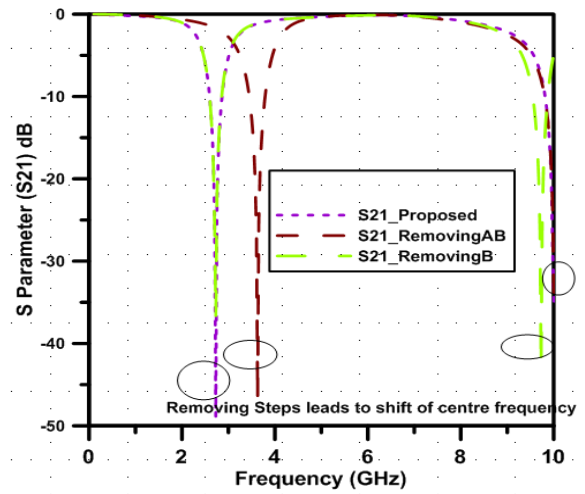 0
-10
-20
-30
-40
-50
S Parameter (S21) dB
S21_Proposed
S21_RemovingAB
S21_RemovingB
Removing Steps leads to shift of centre frequency
0 2 4 6 8 10
Frequency (GHz)